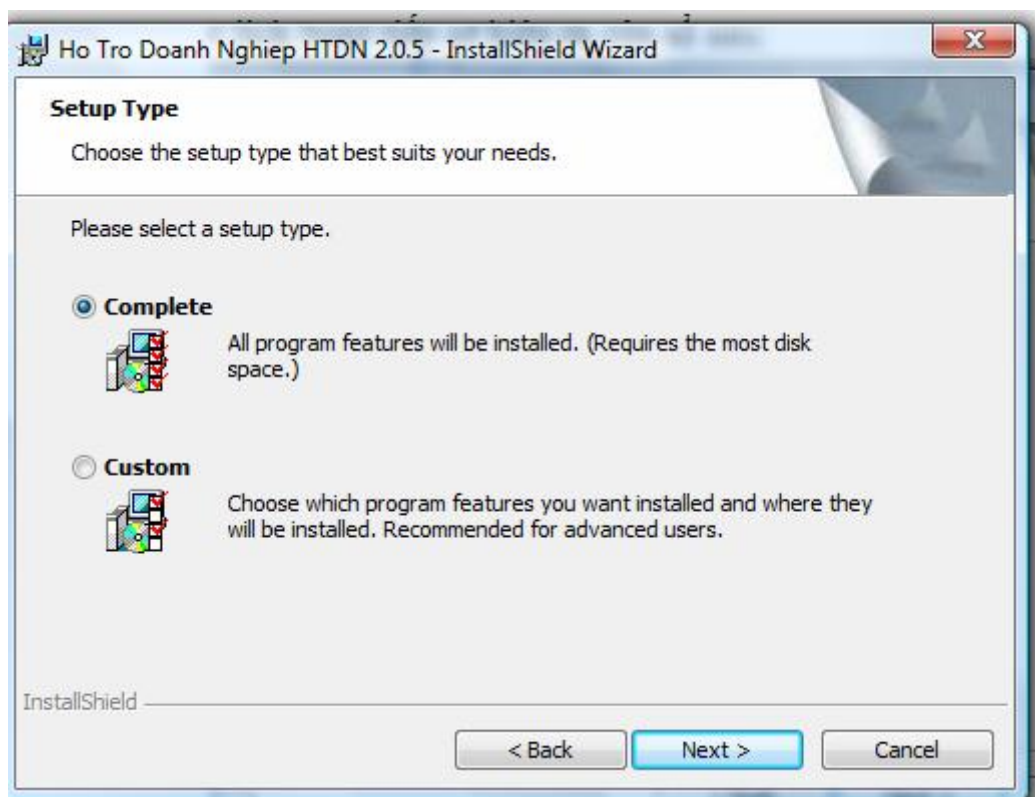 Ho Tro Doanh Nghiep HTDN 2.0.5 - InstallShield Wizard
Setup Type
Choose the setup type that best suits your needs.
Please select a setup type.
Complete
All program features will be installed. (Requires the most disk
space.)
Custom
Choose which program features you want installed and where they
will be installed. Recommended for advanced users.
InstallShield
< Back
Next >
Cancel